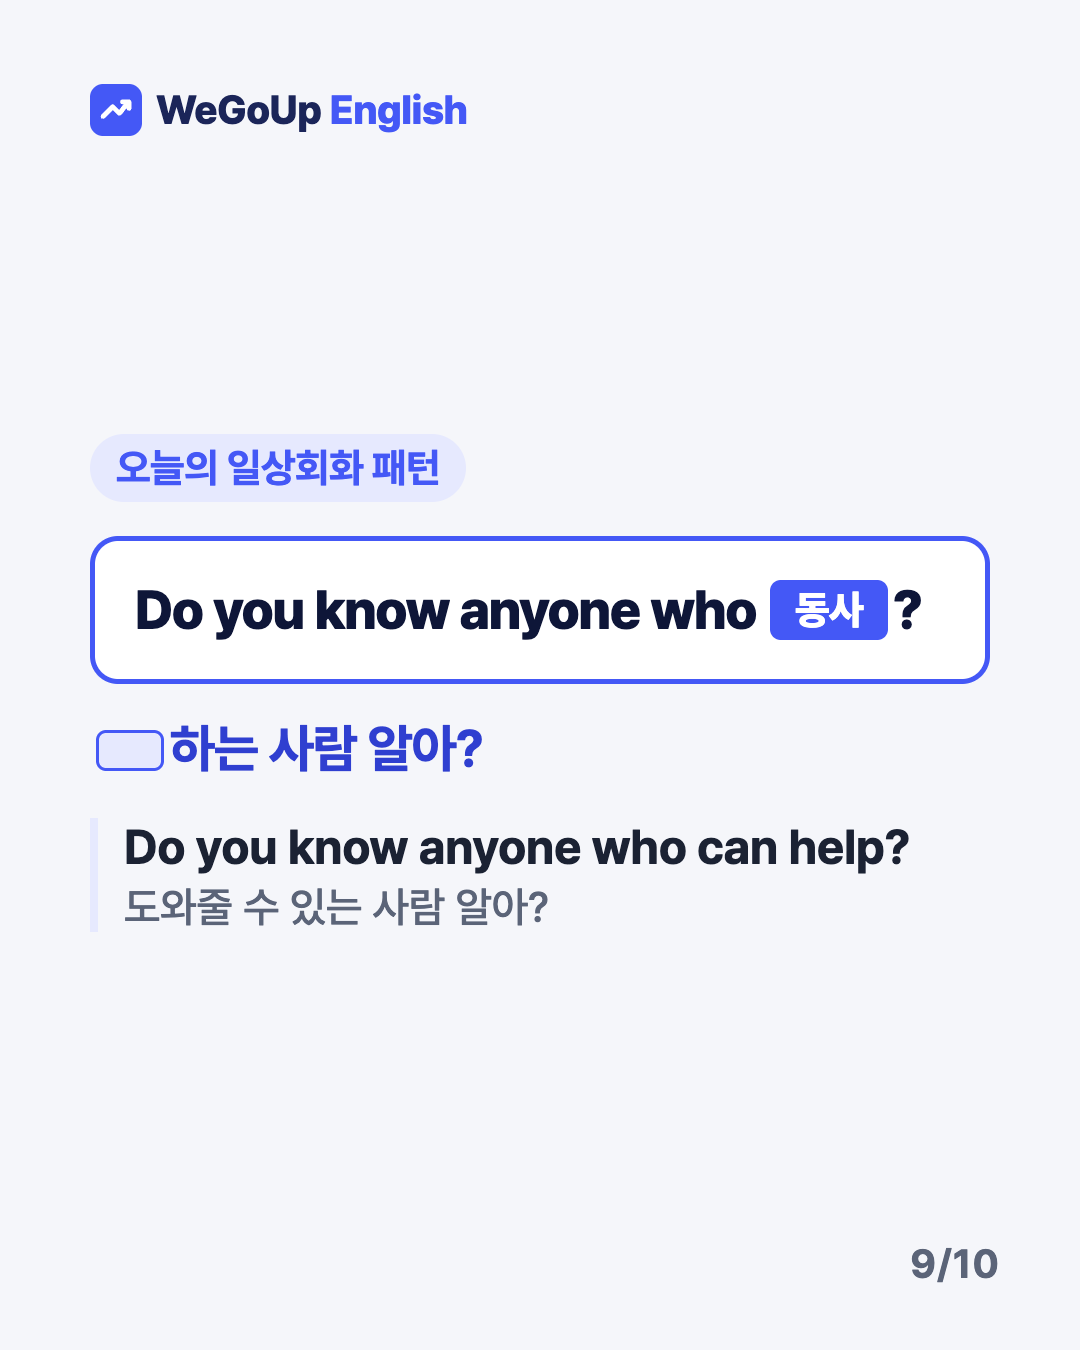 WeGoUp English
오늘의 일상회화 패턴
Do you know anyone who 동사?
하는 사람 알아?
Do you know anyone who can help?
도와줄 수 있는 사람 알아?
9/10